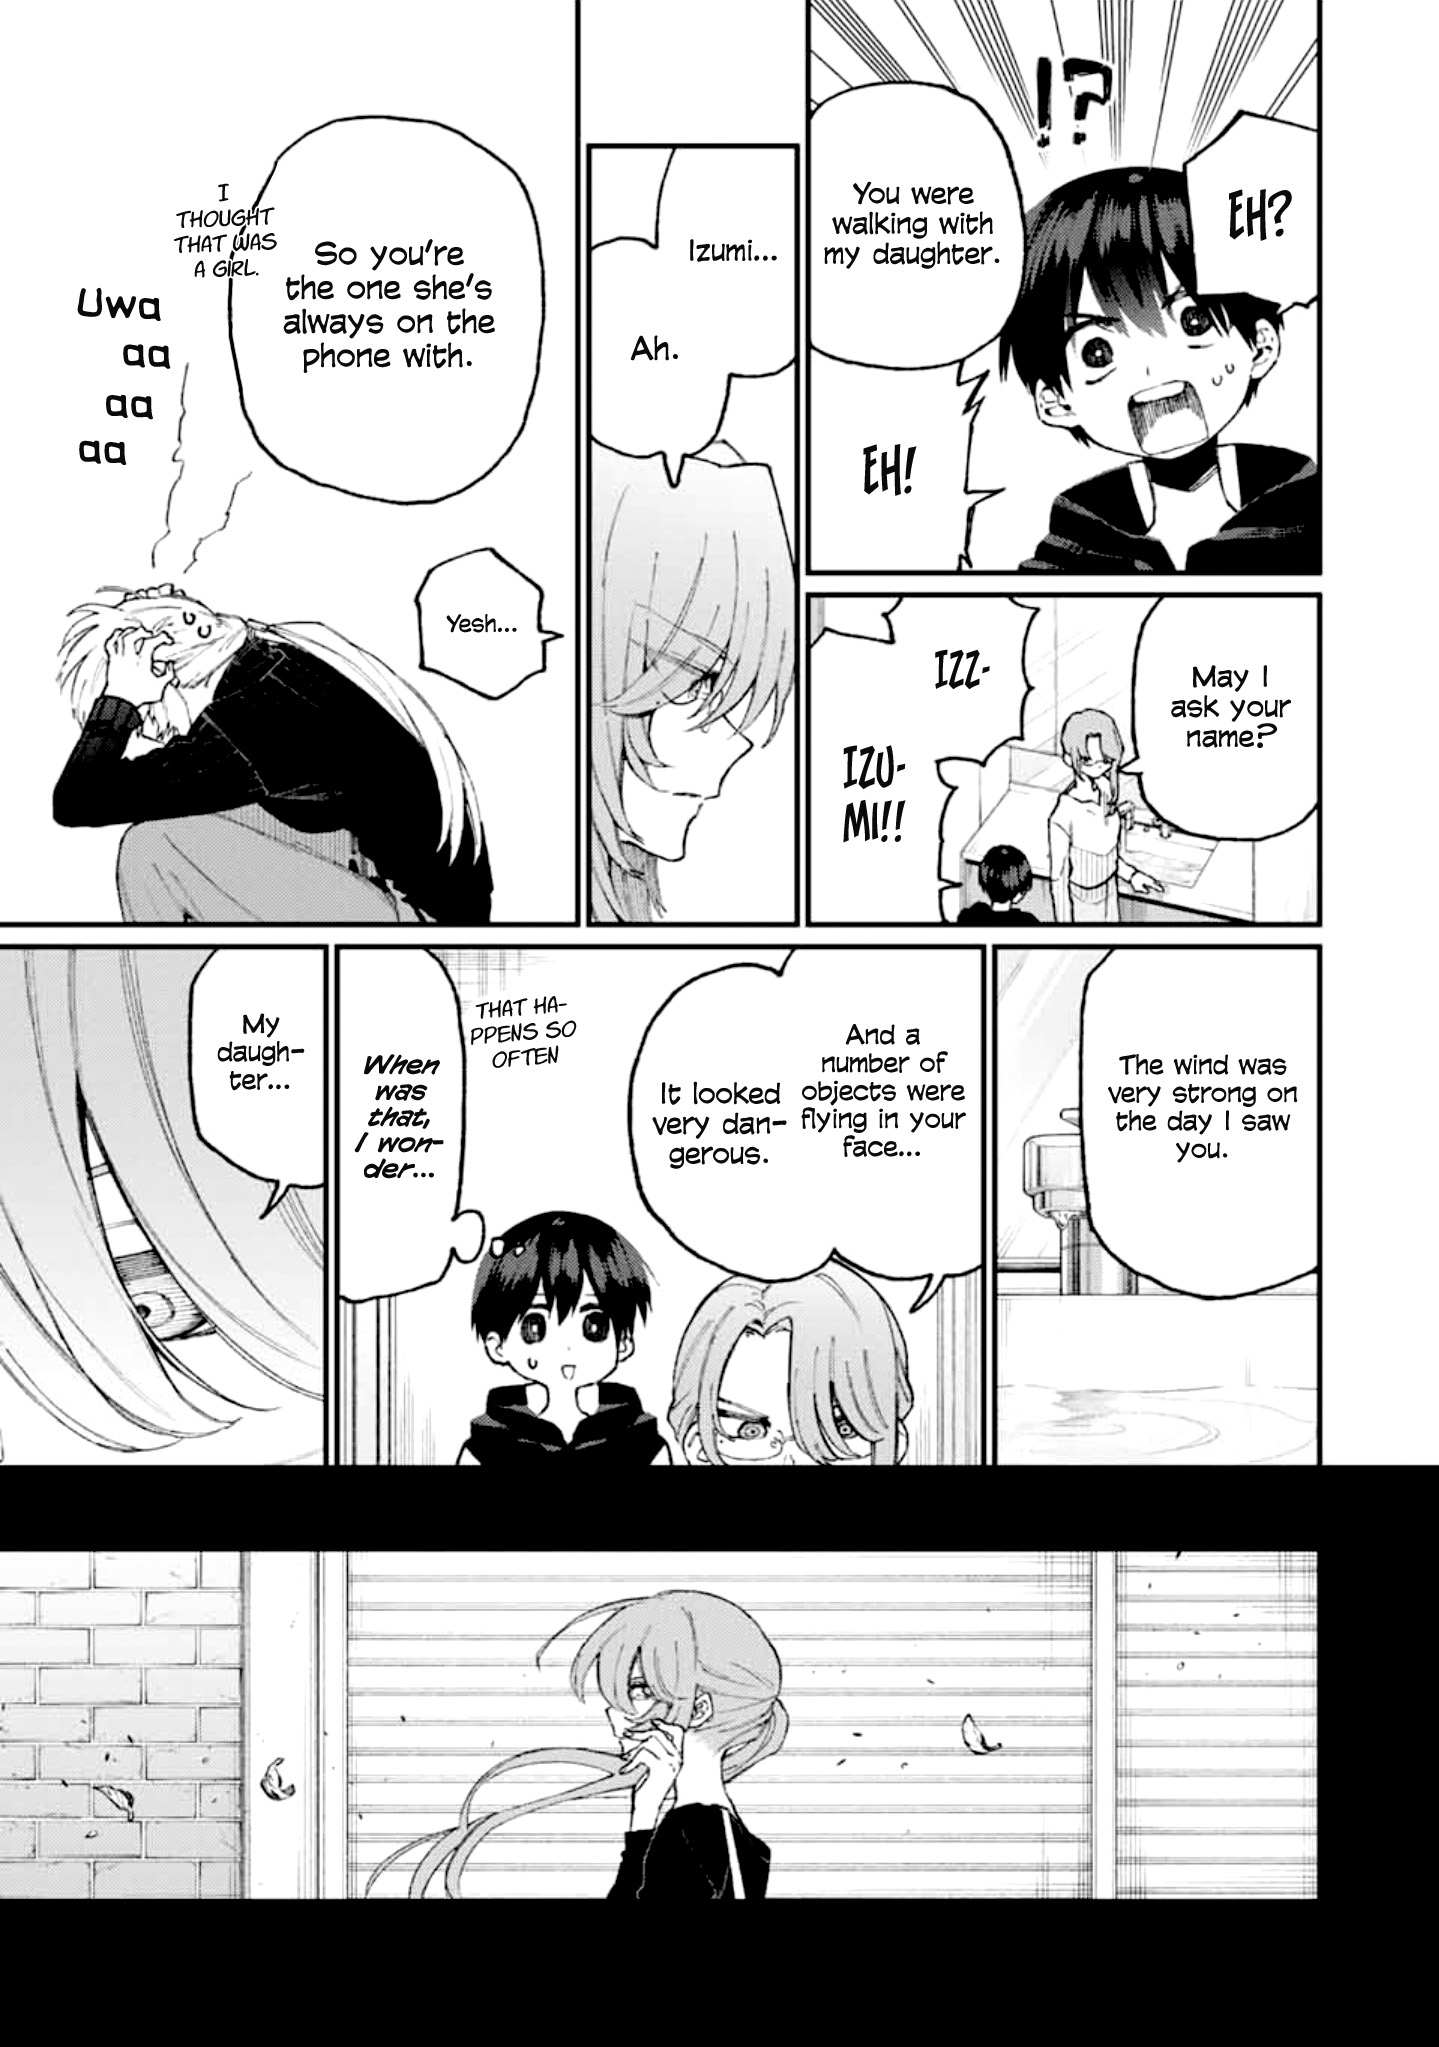 !?
EH?
You were
walking with
my daughter.
EH!
May I
ask your
name?
IZZ-
IZU-
MI!!
Izumi...
Ah.
So you're
the one she's
always on the
phone with.
I
THOUGHT
THAT WAS
A GIRL.
Uwa
aa
aa
aa
Yesh...
The wind was
very strong on
the day I saw
you.
And a
number of
objects were
flying in your
face...
It looked
very dan-
gerous.
THAT HA-
PPENS SO
OFTEN
When
was
that,
I won-
der...
My
daugh-
ter...